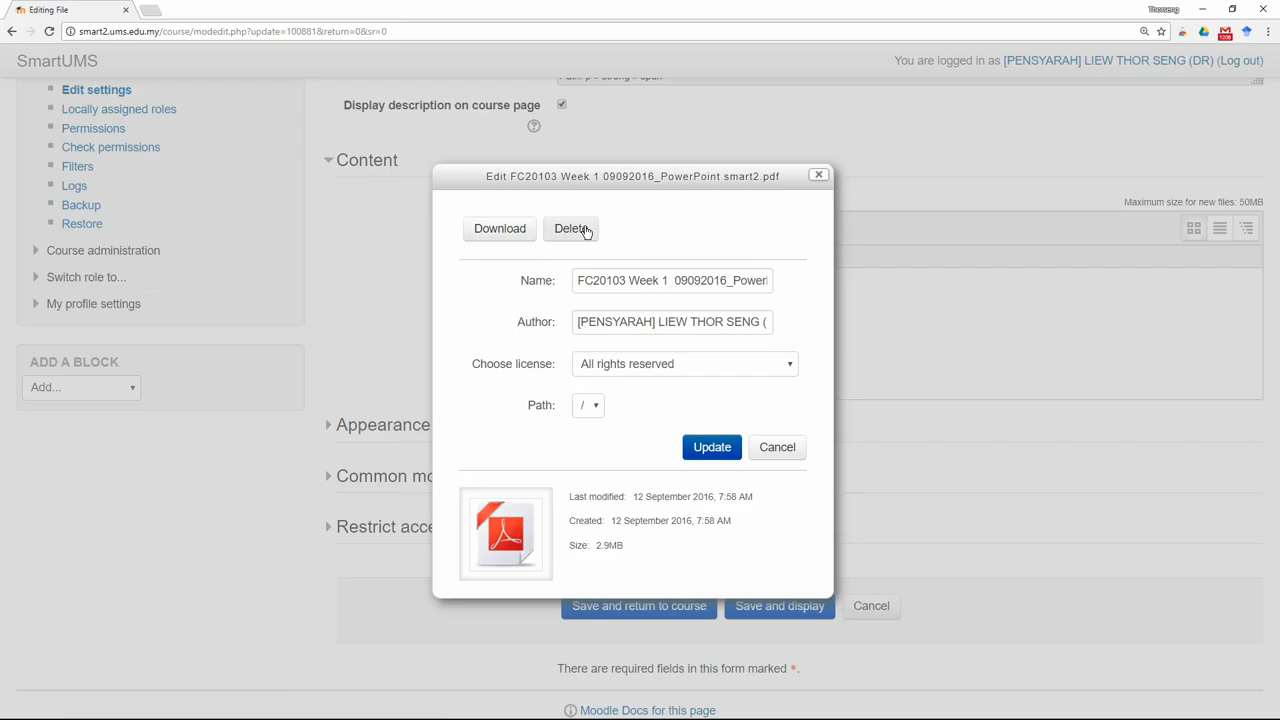 Editing File
Thorseng
smart2.ums.edu.my/course/modedit.php?update=100881&return=0&sr=0
SmartUMS
You are logged in as [PENSYARAH] LIEW THOR SENG (DR) (Log out)
Edit settings
Locally assigned roles
Permissions
Check permissions
Filters
Logs
Backup
Restore
Course administration
Switch role to...
My profile settings
ADD A BLOCK
Add...
Path: p » strong » span
Display description on course page
Content
Maximum size for new files: 50MB
Edit FC20103 Week 1 09092016_PowerPoint smart2.pdf
Download
Delete
Name:
FC20103 Week 1 09092016_PowerI
Author:
[PENSYARAH] LIEW THOR SENG (
Choose license:
All rights reserved
Path:
/
Update
Cancel
Last modified: 12 September 2016, 7:58 AM
Created: 12 September 2016, 7:58 AM
Size: 2.9MB
Appearance
Common mo
Restrict acce
Save and return to course
Save and display
Cancel
There are required fields in this form marked *.
Moodle Docs for this page